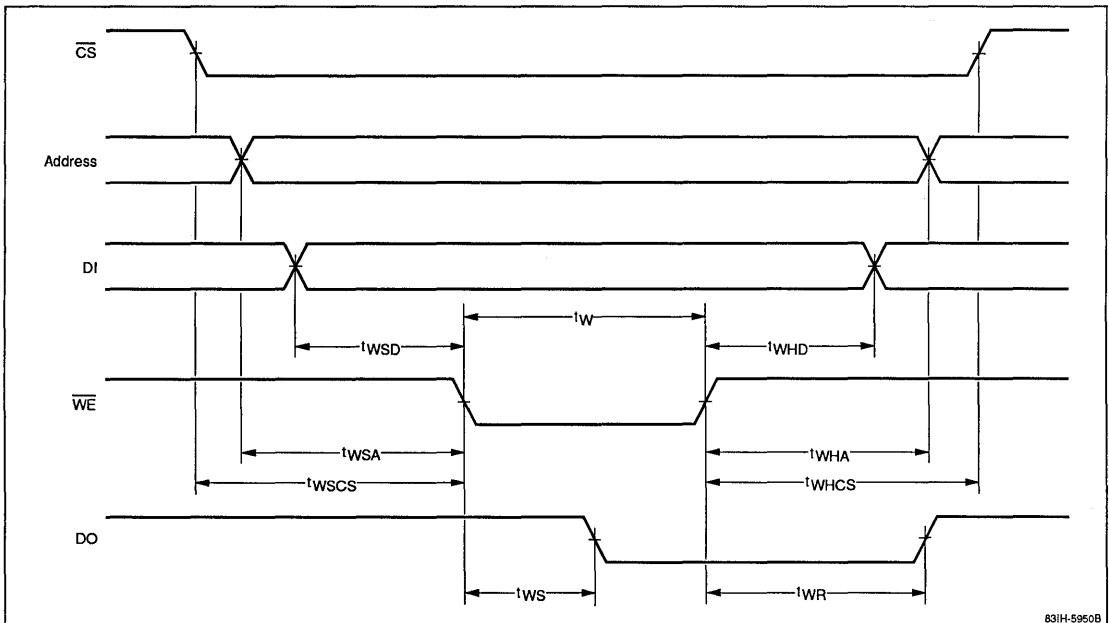 CS
Address
DI
tW
tWSD
tWHD
WE
tWSA
tWHA
tWSCS
tWHCS
DO
tWS
tWR
83IH-5950B